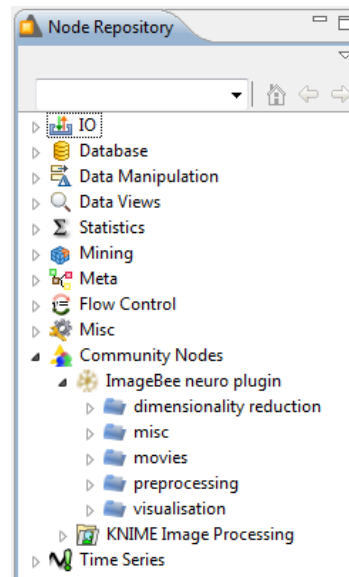 Node Repository
IO
Database
Data Manipulation
Data Views
Statistics
Mining
Meta
Flow Control
Misc
Community Nodes
ImageBee neuro plugin
dimensionality reduction
misc
movies
preprocessing
visualisation
KNIME Image Processing
Time Series